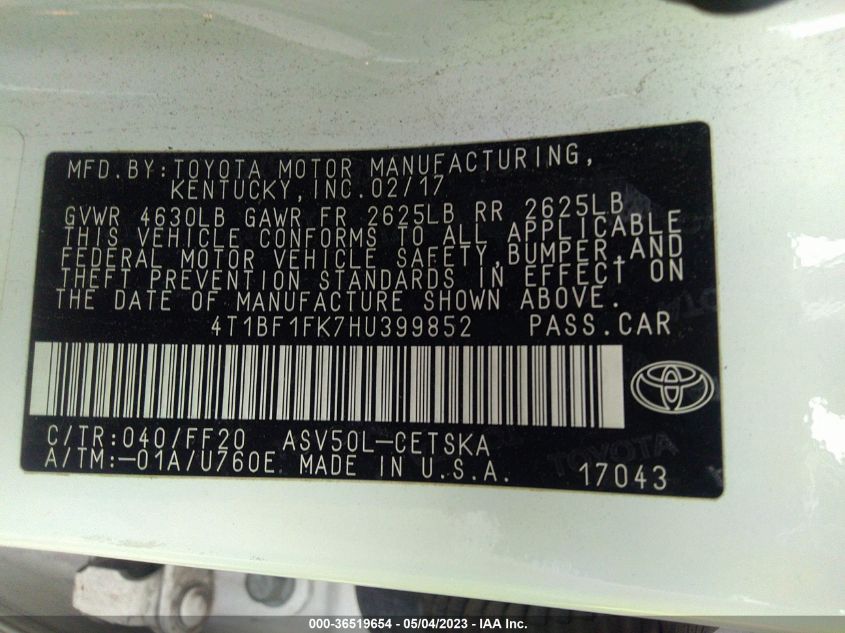 MFD.BY:TOYOTA MOTOR MANUFACTURING,
KENTUCKY,INC.02/17
GVWR 4630LB GAWR FR 2625LB RR 2625LB
THIS VEHICLE CONFORMS TO ALL APPLICABLE
FEDERAL MOTOR VEHICLE SAFETY,BUMPER,AND
THEFT PREVENTION STANDARDS IN EFFECT ON
THE DATE OF MANUFACTURE SHOWN ABOVE.
4T1BF1FK7HU399852 PASS.CAR
C/TR:040/FF20 ASV50L-CETSKA
A/TM:-01A/U760E MADE IN U.S.A. 17043
TOYOTA
000-36519654 - 05/04/2023 - IAA Inc.